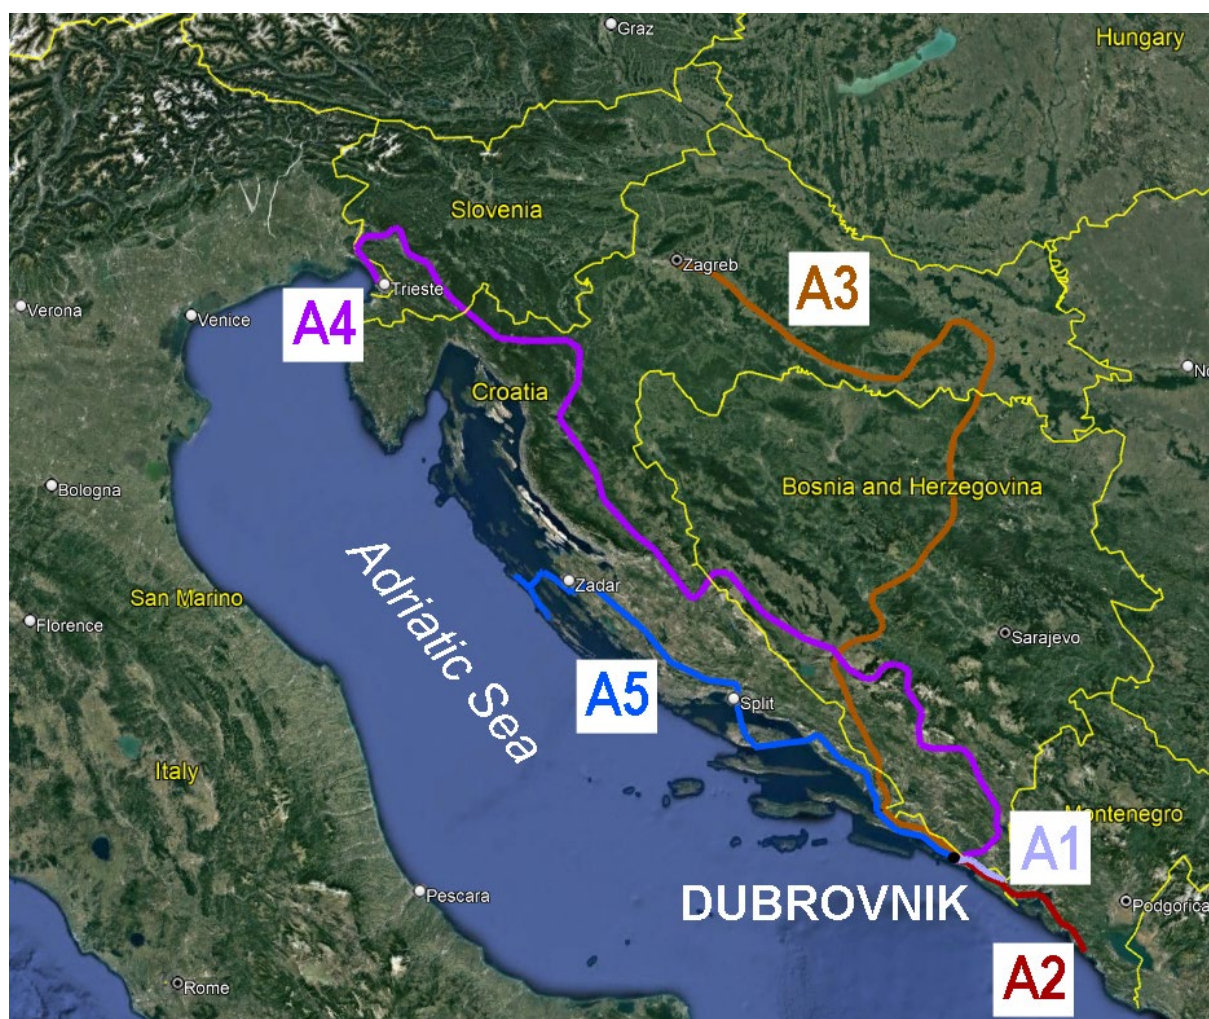 Graz
Hungary
Slovenia
Zagreb
A3
Trieste
Verona
Venice
A4
No
Croatia
Bologna
Bosnia and Herzegovina
Adriatic Sea
Zadar
San Marino
Florence
Sarajevo
A5
Split
Italy
Montenegro
A1
Pescara
DUBROVNIK
Podgorica
A2
Rome